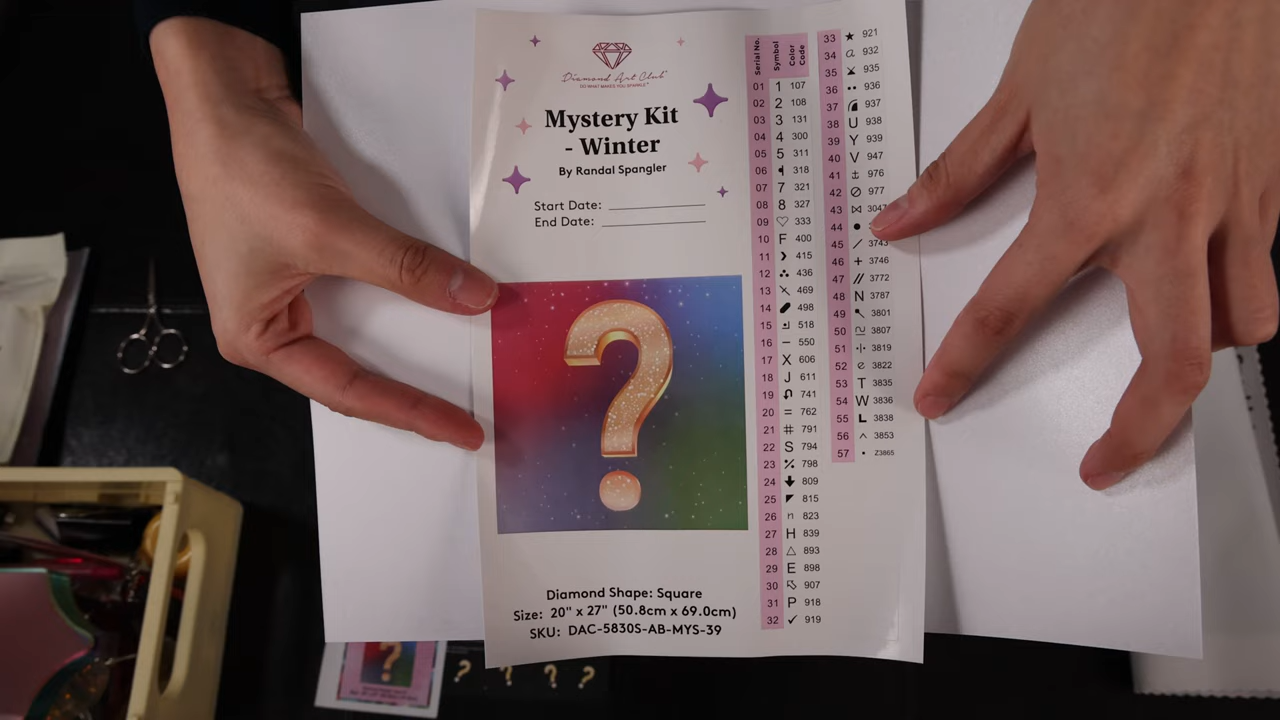 Diamond Art Club
DO WHAT MAKES YOU SPARKLE
Mystery Kit
- Winter
By Randal Spangler
Start Date: ____________
End Date: ____________
Diamond Shape: Square
Size: 20" x 27" (50.8cm x 69.0cm)
SKU: DAC-5830S-AB-MYS-39
Serial No. Symbol Color Code
01 1 107
02 2 108
03 3 131
04 4 300
05 5 311
06 318
07 7 321
08 8 327
09 ♡ 333
10 F 400
11 415
12 436
13 469
14 498
15 518
16 – 550
17 X 606
18 J 611
19 741
20 = 762
21 # 791
22 S 794
23 798
24 809
25 ◤ 815
26 n 823
27 H 839
28 △ 893
29 E 898
30 907
31 P 918
32 ✓ 919
33 ★ 921
34 a 932
35 935
36 936
37 937
38 U 938
39 Y 939
40 V 947
41 976
42 ⊘ 977
43 ⋈ 3047
44 ●
45 / 3743
46 + 3746
47 // 3772
48 N 3787
49 3801
50 3807
51 3819
52 e 3822
53 T 3835
54 W 3836
55 L 3838
56 ^ 3853
57 · Z3865